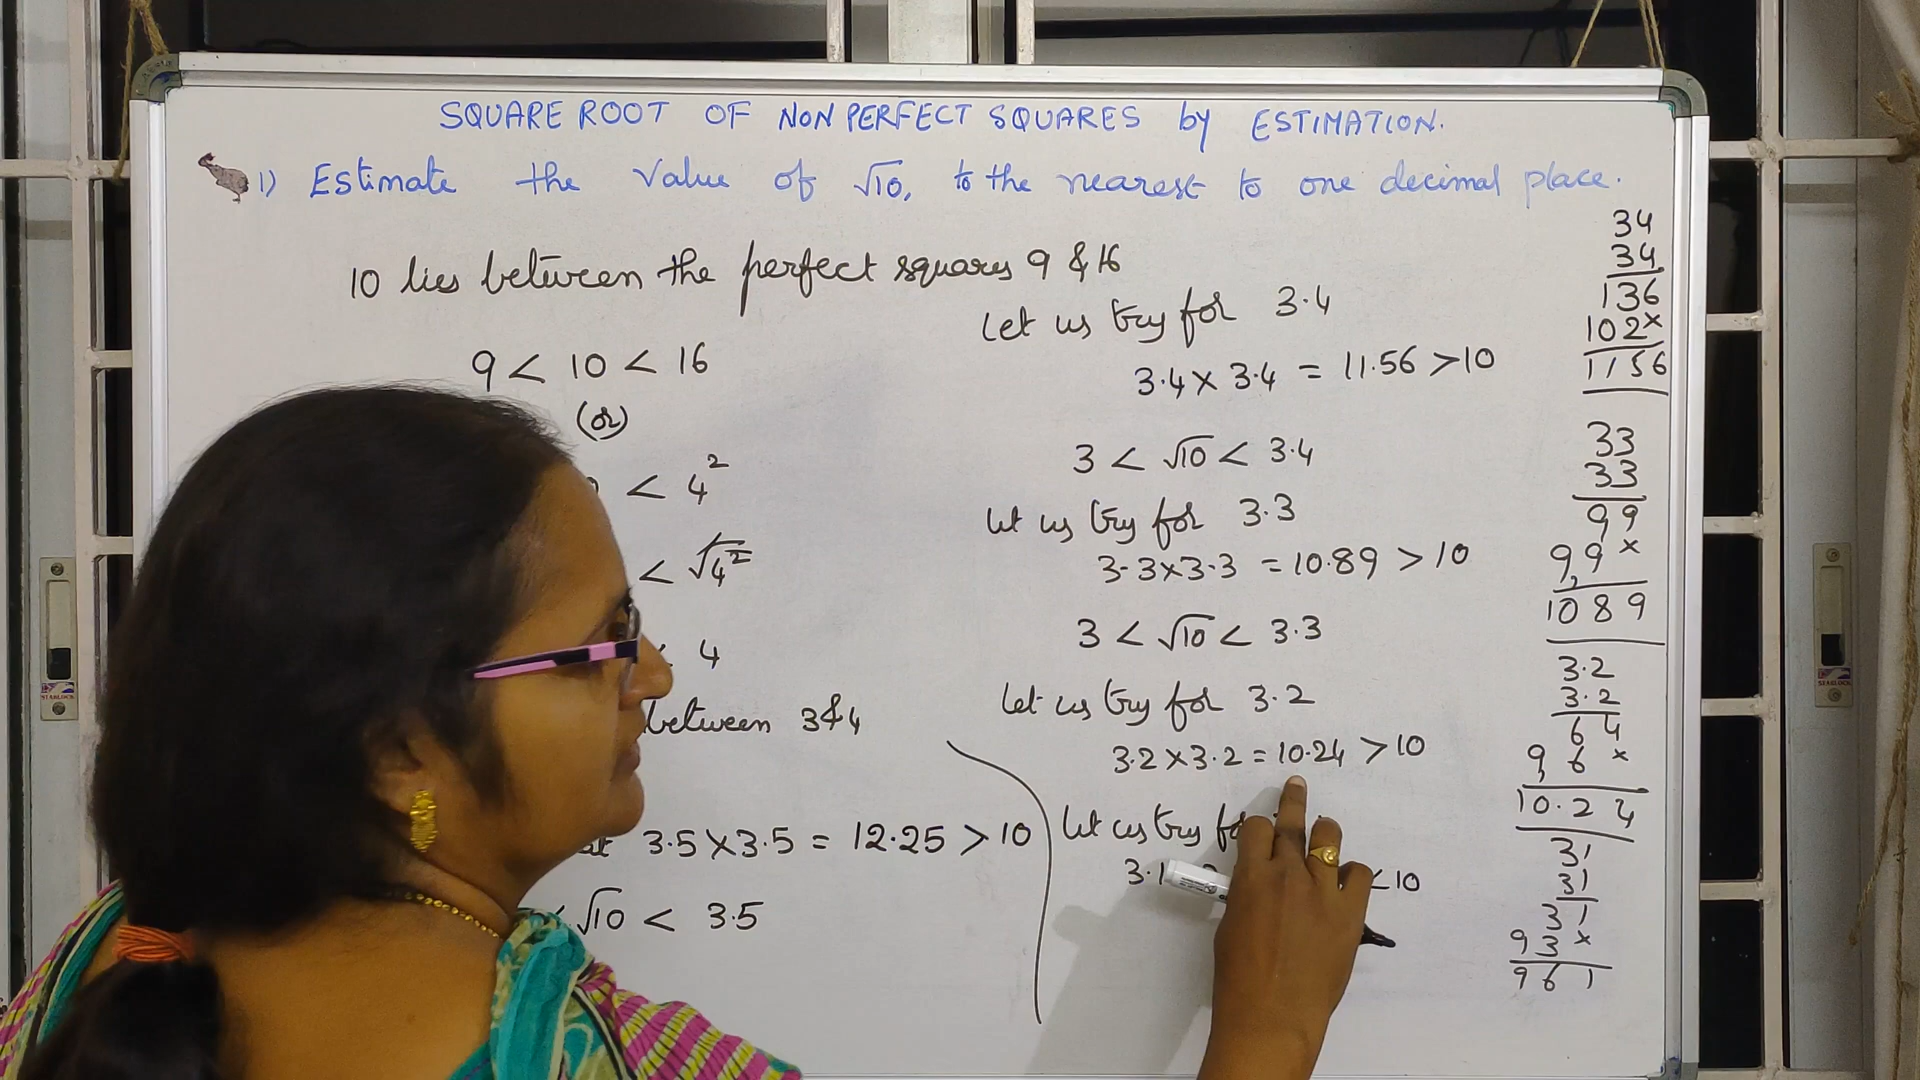 SQUARE ROOT OF NON PERFECT SQUARES by ESTIMATION.
1) Estimate the value of √10, to the nearest to one decimal place.
10 lies between the perfect squares 9 & 16
9 < 10 < 16
(or)
< 4²
< √4²
4
between 3 & 4
3.5 × 3.5 = 12.25 > 10
√10 < 3.5
Let us try for 3.4
3.4 × 3.4 = 11.56 > 10
3 < √10 < 3.4
Let us try for 3.3
3.3 × 3.3 = 10.89 > 10
3 < √10 < 3.3
Let us try for 3.2
3.2 × 3.2 = 10.24 > 10
Let us try
3.1
< 10
34
34
136
102×
1156
33
33
99
99×
1089
3.2
3.2
64
96×
10.24
31
31
31
93×
961